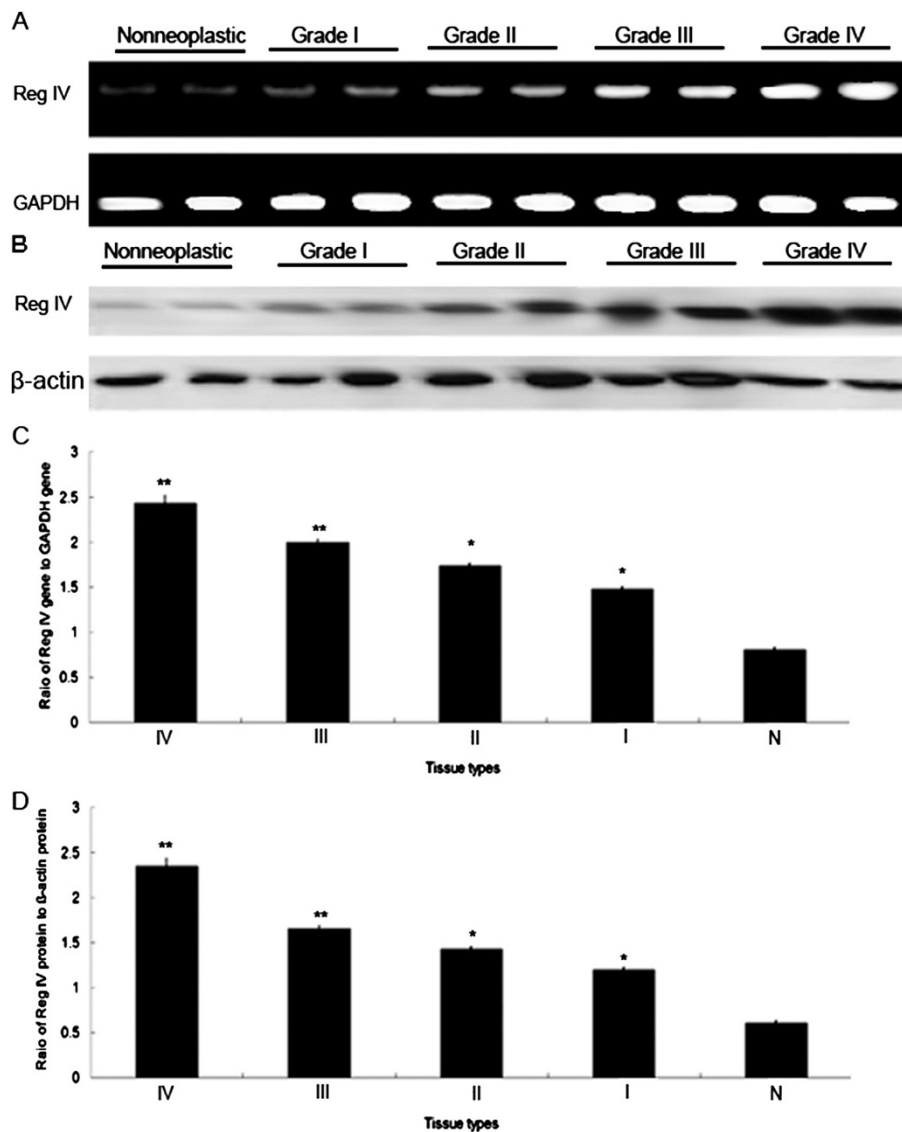 A
Nonneoplastic Grade I Grade II Grade III Grade IV
Reg IV
GAPDH
B
Nonneoplastic Grade I Grade II Grade III Grade IV
Reg IV
β-actin
C
Raio of Reg IV gene to GAPDH gene
3
2.5
2
1.5
1
0.5
0
** ** * *
IV III II I N
Tissue types
D
Raio of Reg IV protein to ß-actin protein
3
2.5
2
1.5
1
0.5
0
** ** * *
IV III II I N
Tissue types